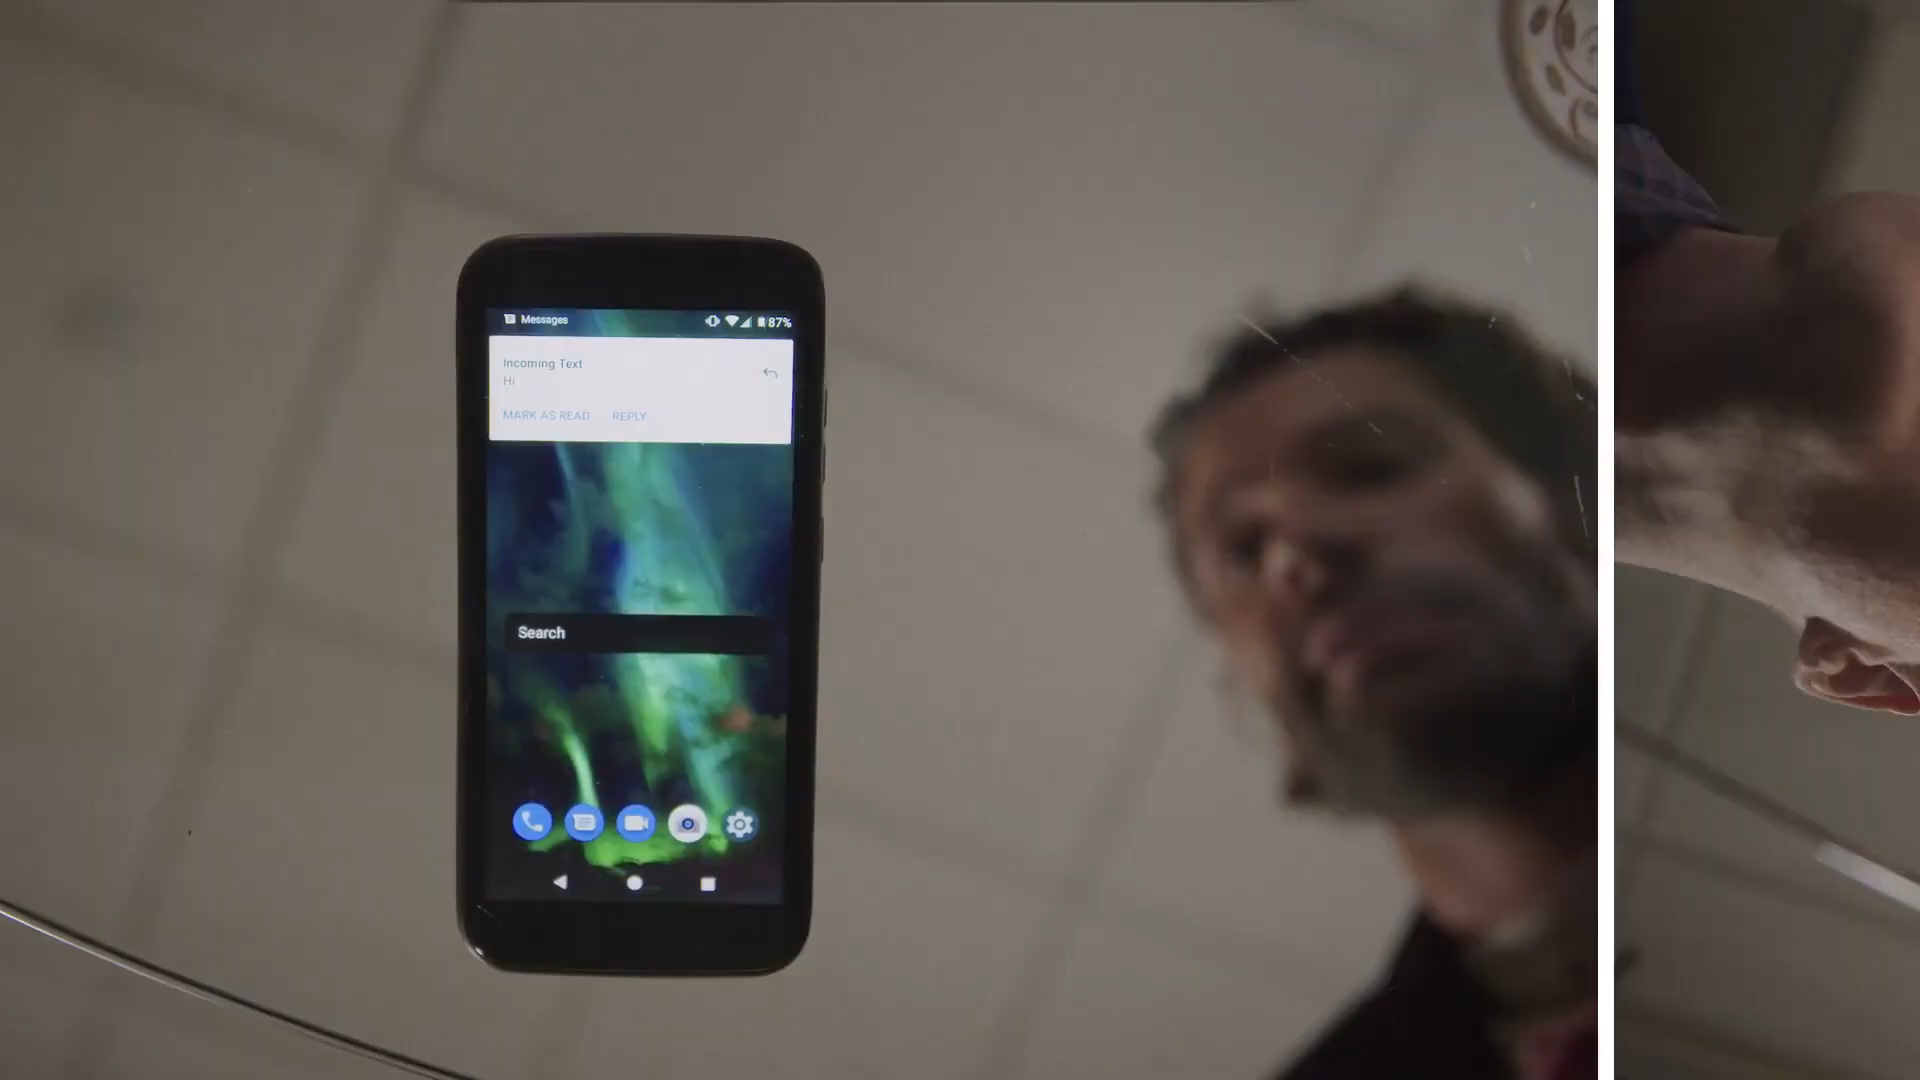 Messages
87%
Incoming Text
Hi
MARK AS READ REPLY
Search